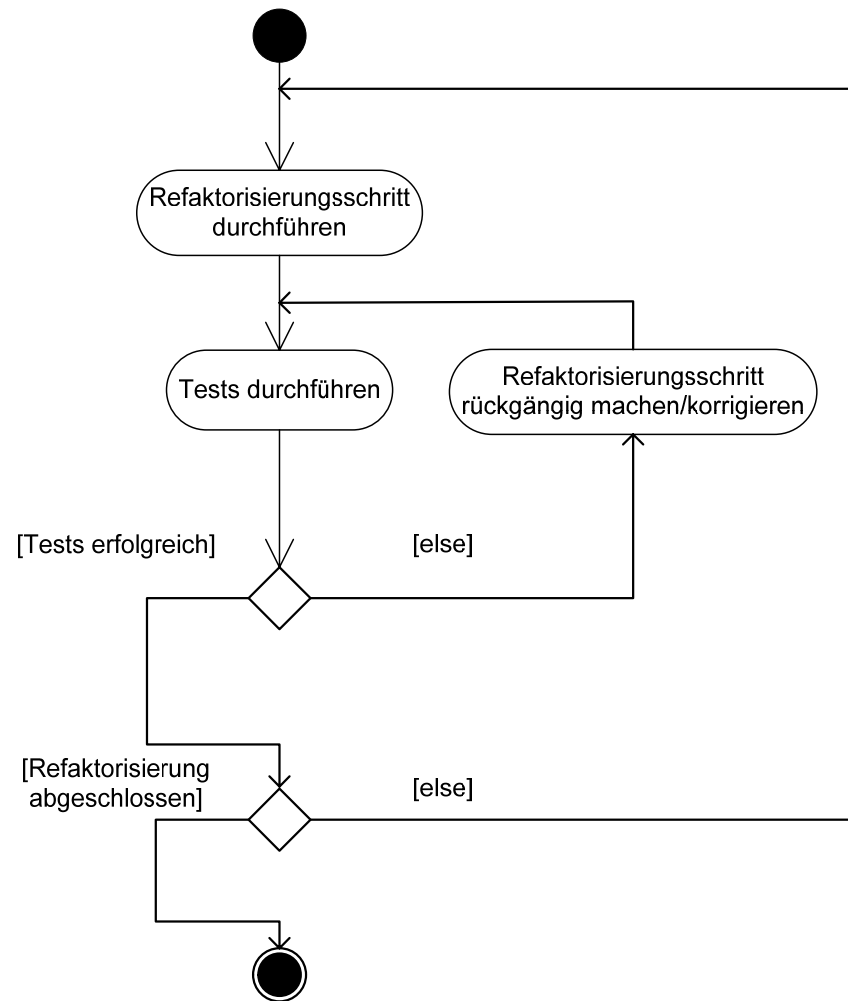 Refaktorisierungsschritt
durchführen
Tests durchführen
Refaktorisierungsschritt
rückgängig machen/korrigieren
[Tests erfolgreich]
[else]
[Refaktorisierung
abgeschlossen]
[else]